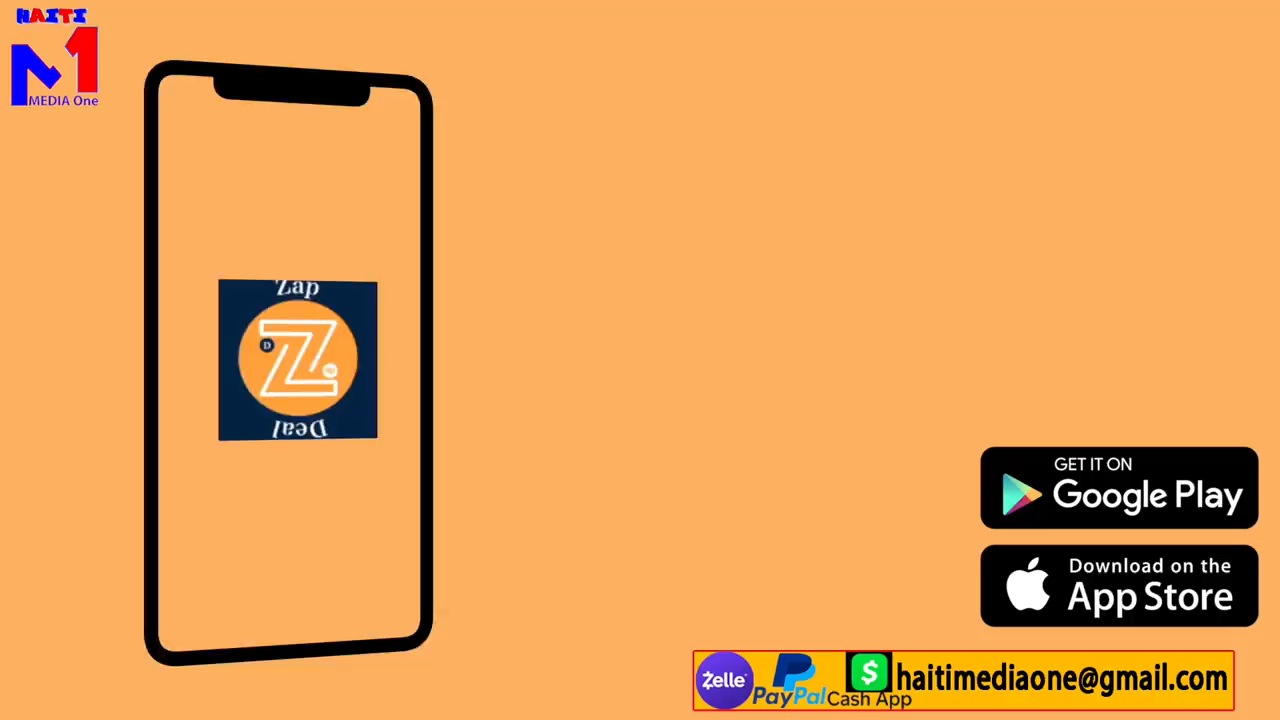 HAITI
M1
MEDIA One
Zap
D
Z
Deal
GET IT ON
Google Play
Download on the
App Store
Zelle
PayPal
$
Cash App
haitimediaone@gmail.com